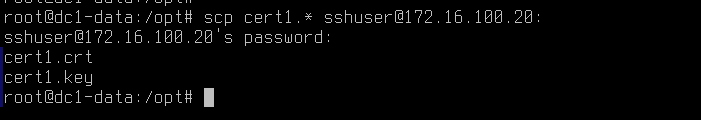 root@dc1-data:/opt# scp cert1.* sshuser@172.16.100.20:
sshuser@172.16.100.20's password:
cert1.crt
cert1.key
root@dc1-data:/opt#